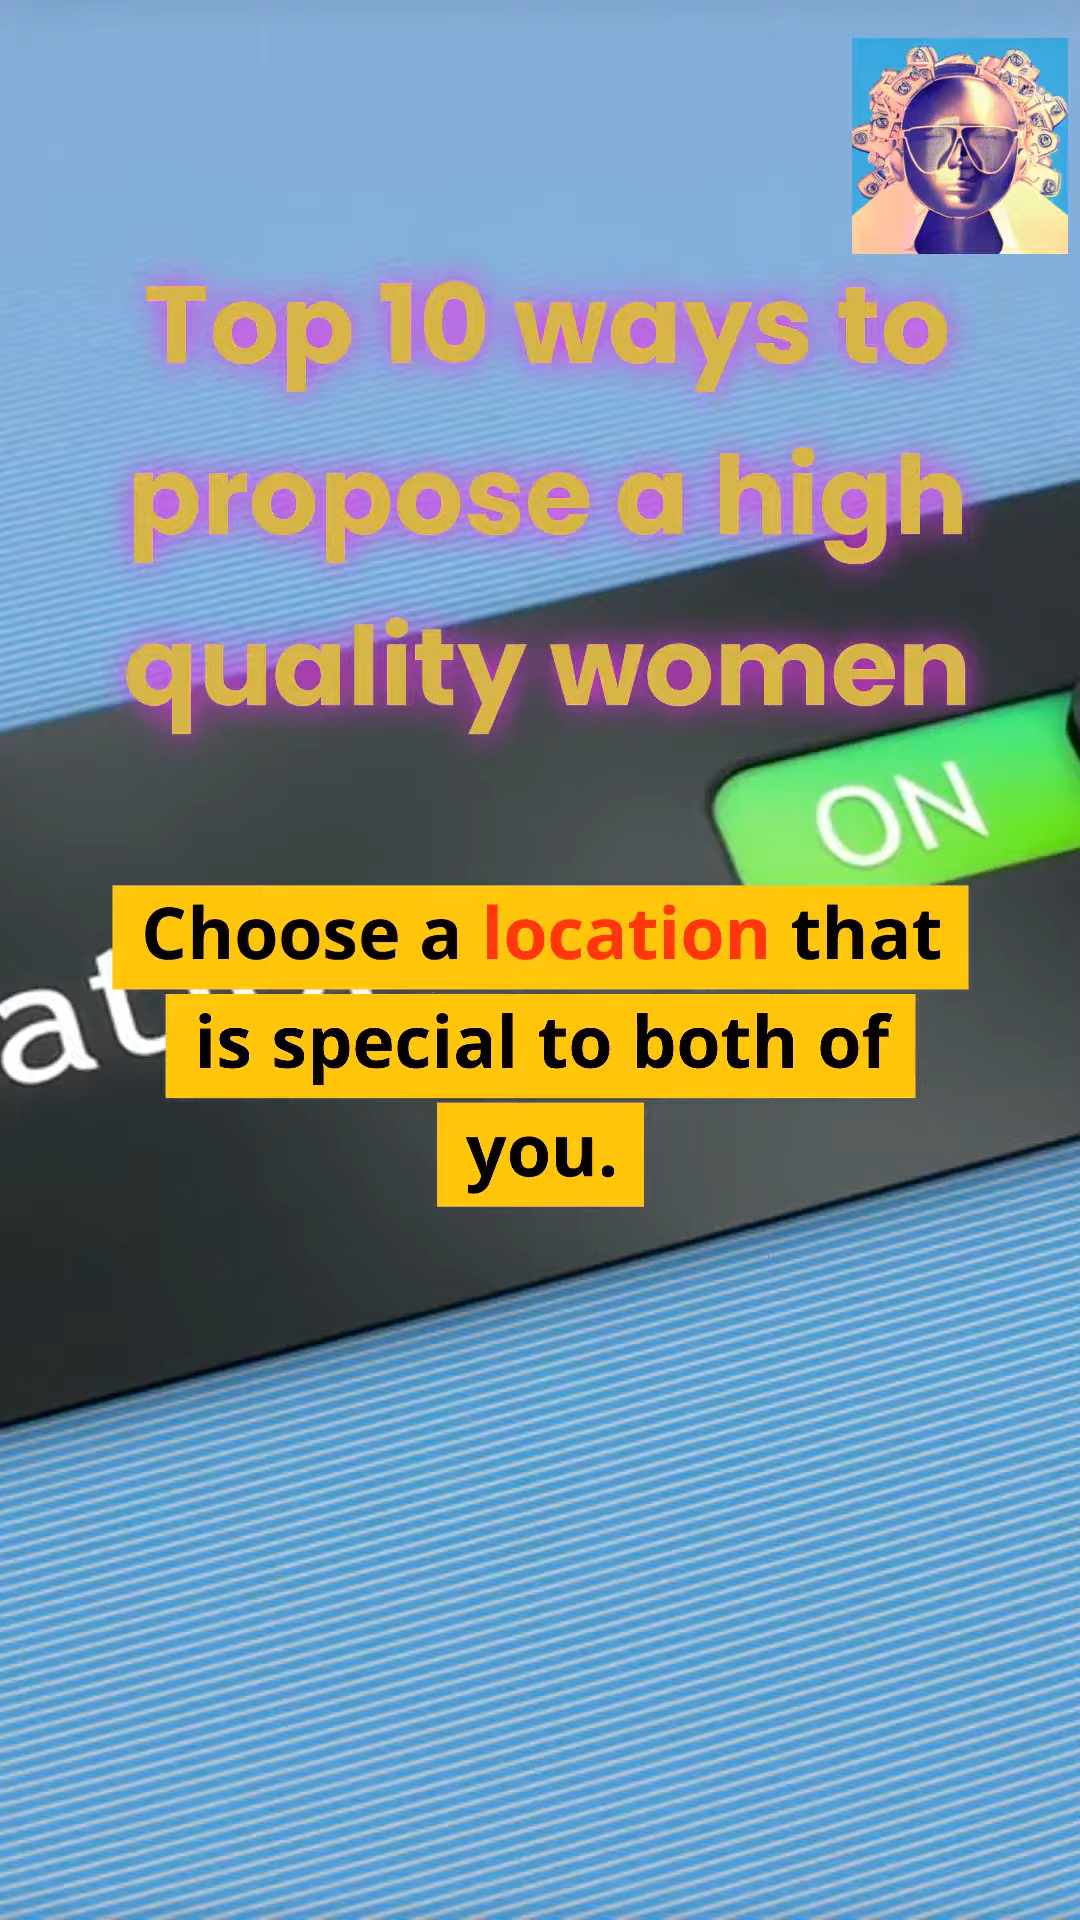 Top 10 ways to
propose a high
quality women
ON
Choose a location that
is special to both of
you.